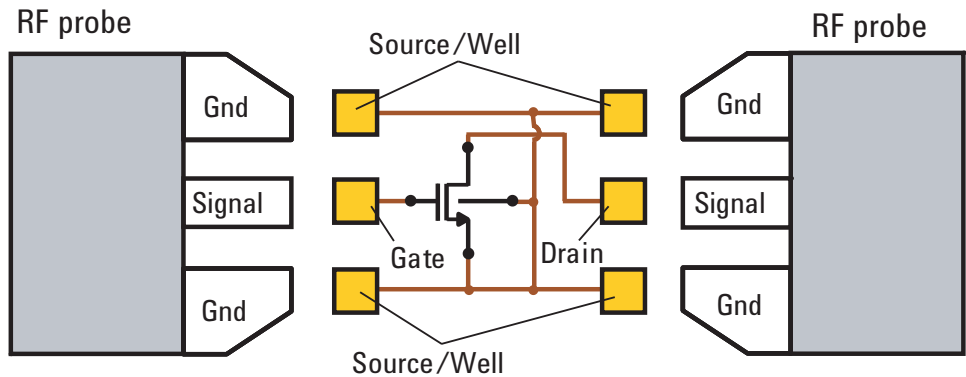 RF probe
RF probe
Source/Well
Gnd
Gnd
Signal
Signal
Gate
Drain
Gnd
Gnd
Source/Well